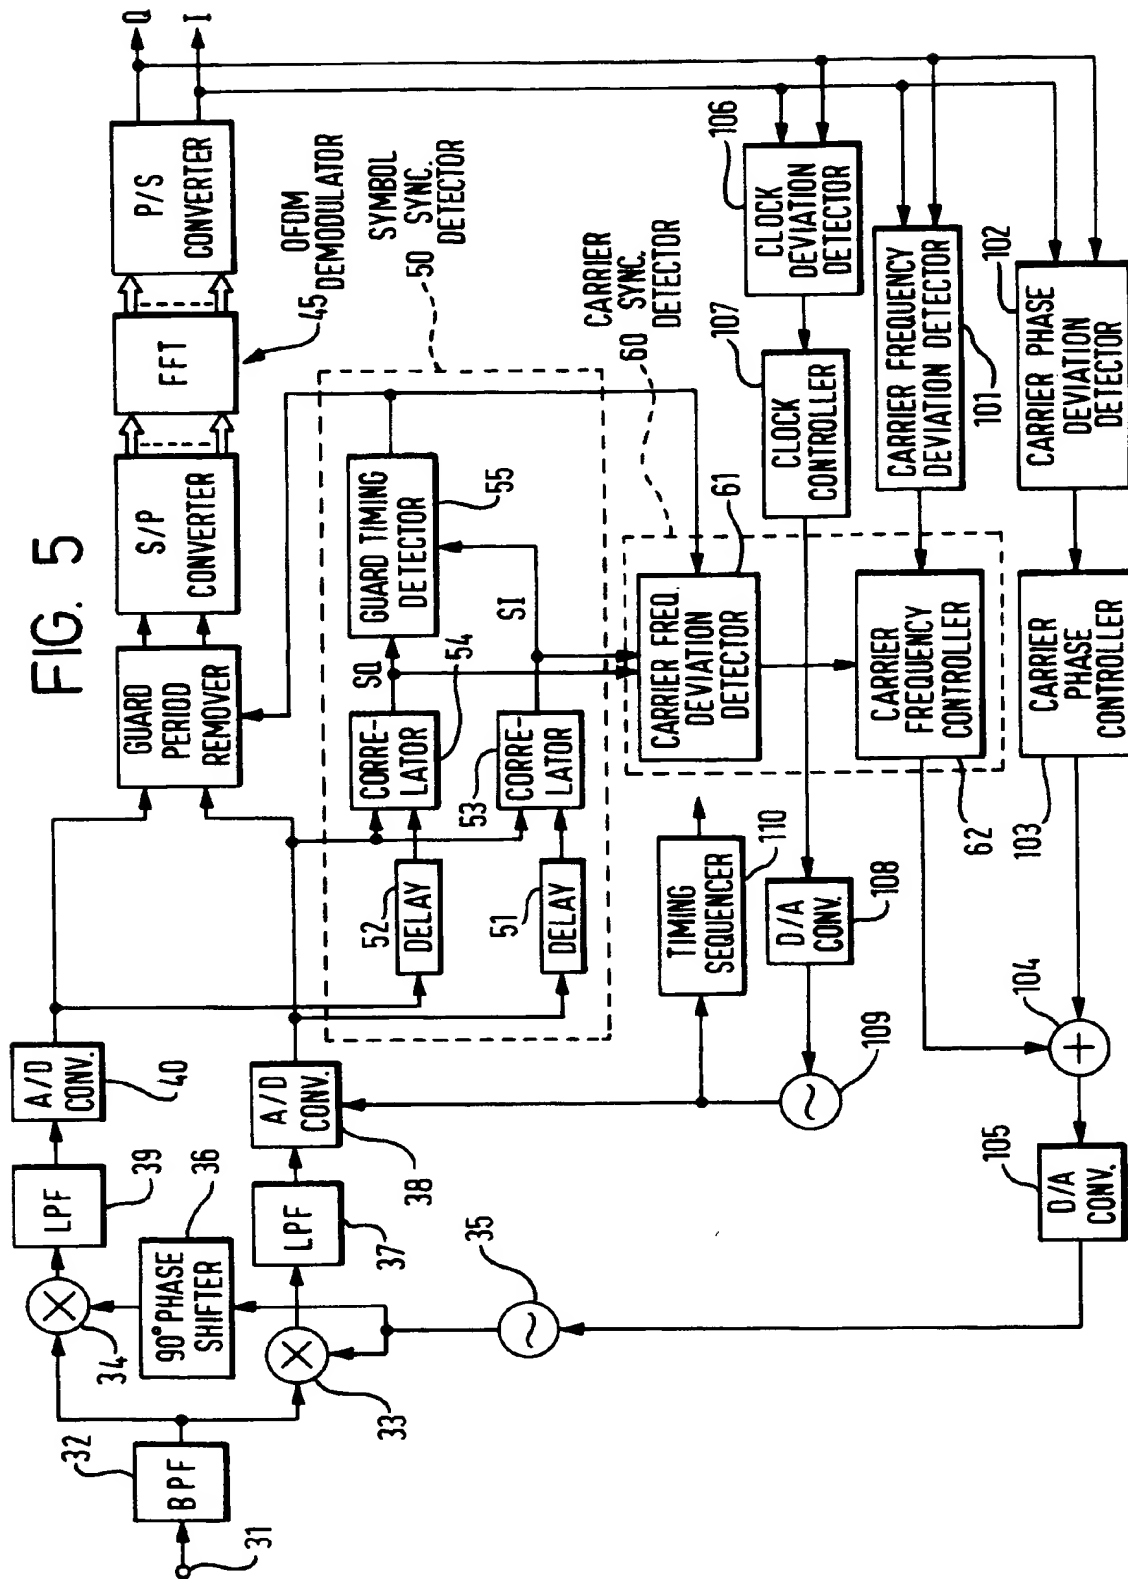 FIG. 5
Q
I
P/S
CONVERTER
FFT
OFDM
DEMODULATOR
45
S/P
CONVERTER
GUARD
PERIOD
REMOVER
SYMBOL
SYNC.
DETECTOR
50
GUARD TIMING
DETECTOR
55
SQ
SI
CORRE-
LATOR
54
CORRE-
LATOR
53
52
DELAY
51
DELAY
A/D
CONV.
40
A/D
CONV.
38
LPF
39
LPF
37
90° PHASE
SHIFTER
36
34
33
35
32
BPF
31
CARRIER
SYNC.
DETECTOR
60
CARRIER FREQ.
DEVIATION
DETECTOR
61
CARRIER
FREQUENCY
CONTROLLER
62
106
CLOCK
DEVIATION
DETECTOR
107
CLOCK
CONTROLLER
CARRIER FREQUENCY
DEVIATION DETECTOR
101
102
CARRIER PHASE
DEVIATION
DETECTOR
CARRIER
PHASE
CONTROLLER
103
TIMING
SEQUENCER
110
D/A
CONV.
108
109
104
105
D/A
CONV.